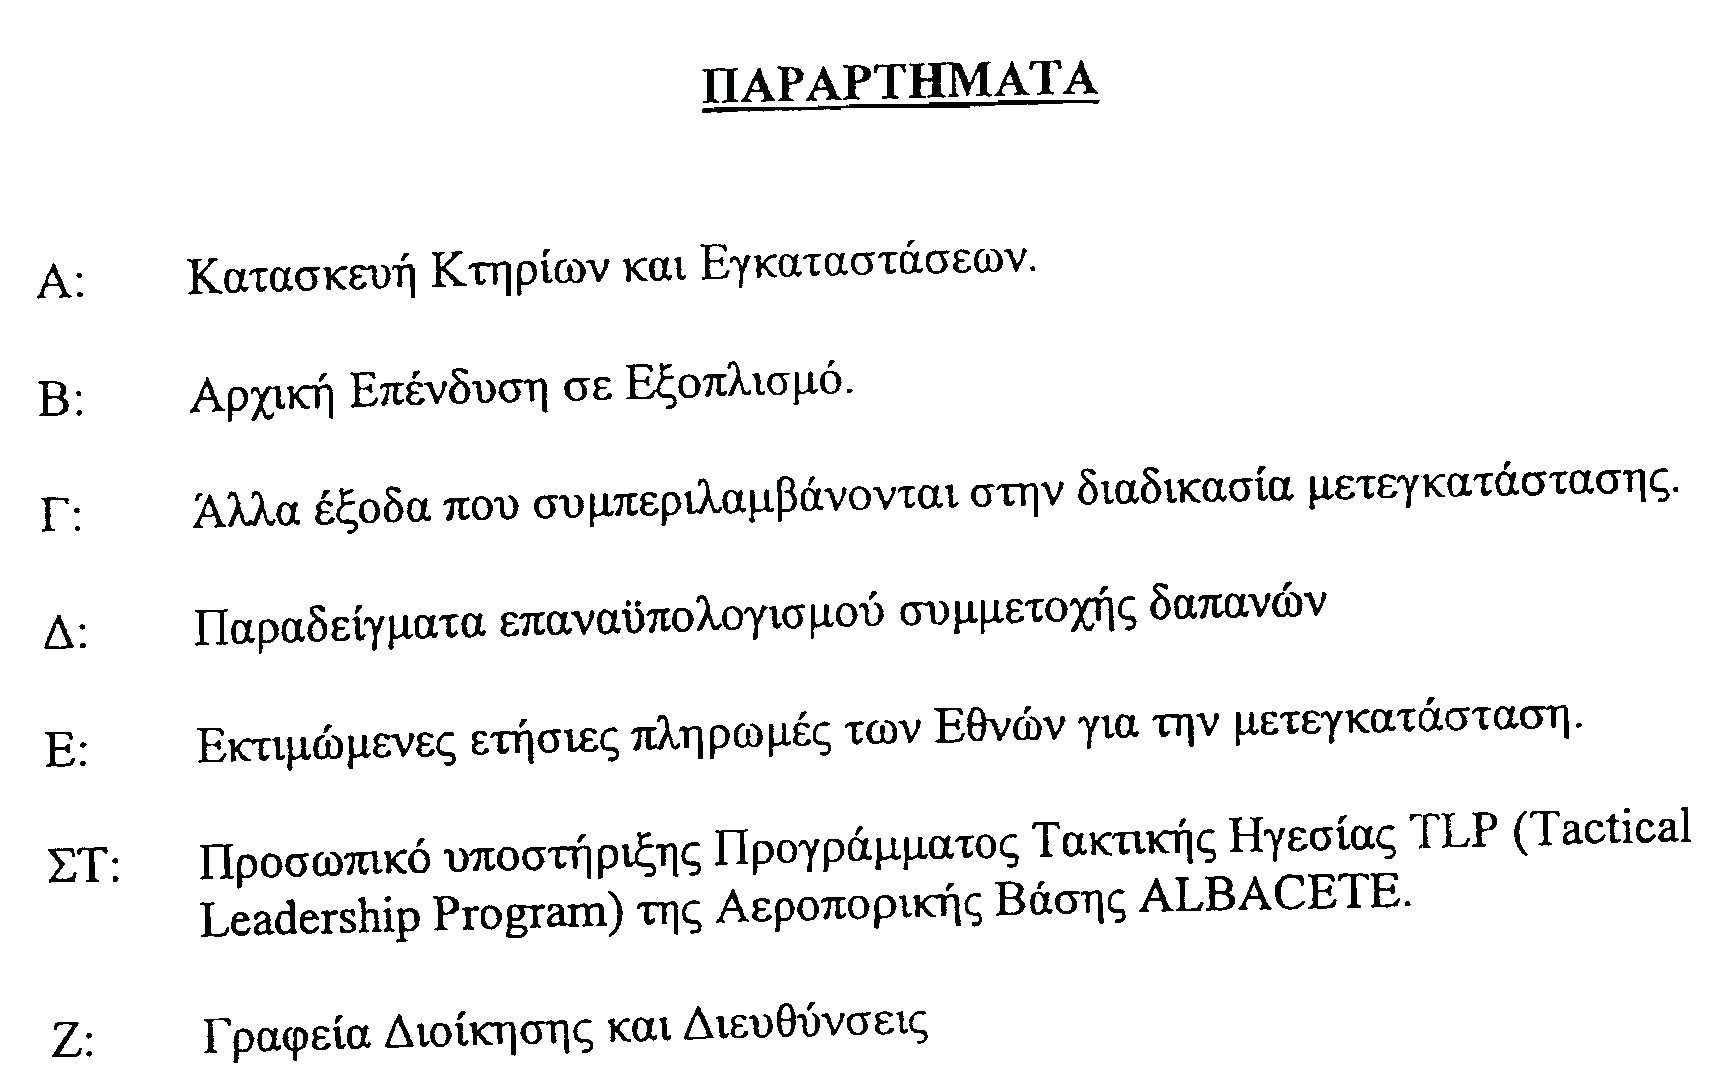 ΠΑΡΑΡΤΗΜΑΤΑ
Α: Κατασκευή Κτηρίων και Εγκαταστάσεων.
Β: Αρχική Επένδυση σε Εξοπλισμό.
Γ: Άλλα έξοδα που συμπεριλαμβάνονται στην διαδικασία μετεγκατάστασης.
Δ: Παραδείγματα επαναϋπολογισμού συμμετοχής δαπανών
Ε: Εκτιμώμενες ετήσιες πληρωμές των Εθνών για την μετεγκατάσταση.
ΣΤ: Προσωπικό υποστήριξης Προγράμματος Τακτικής Ηγεσίας TLP (Tactical
Leadership Program) της Αεροπορικής Βάσης ALBACETE.
Ζ: Γραφεία Διοίκησης και Διευθύνσεις